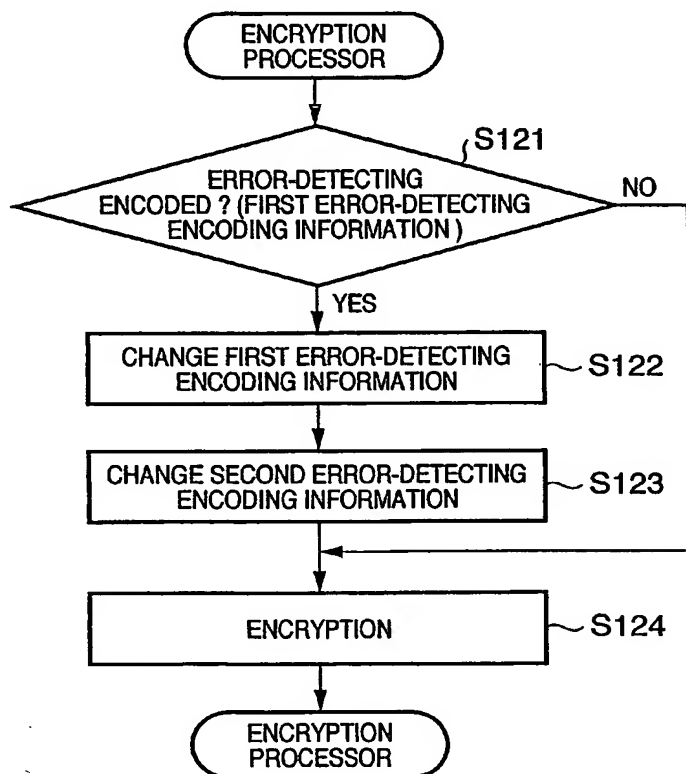 ENCRYPTION
PROCESSOR
S121
ERROR-DETECTING
ENCODED ? (FIRST ERROR-DETECTING
ENCODING INFORMATION )
NO
YES
CHANGE FIRST ERROR-DETECTING
ENCODING INFORMATION
S122
CHANGE SECOND ERROR-DETECTING
ENCODING INFORMATION
S123
ENCRYPTION
S124
ENCRYPTION
PROCESSOR